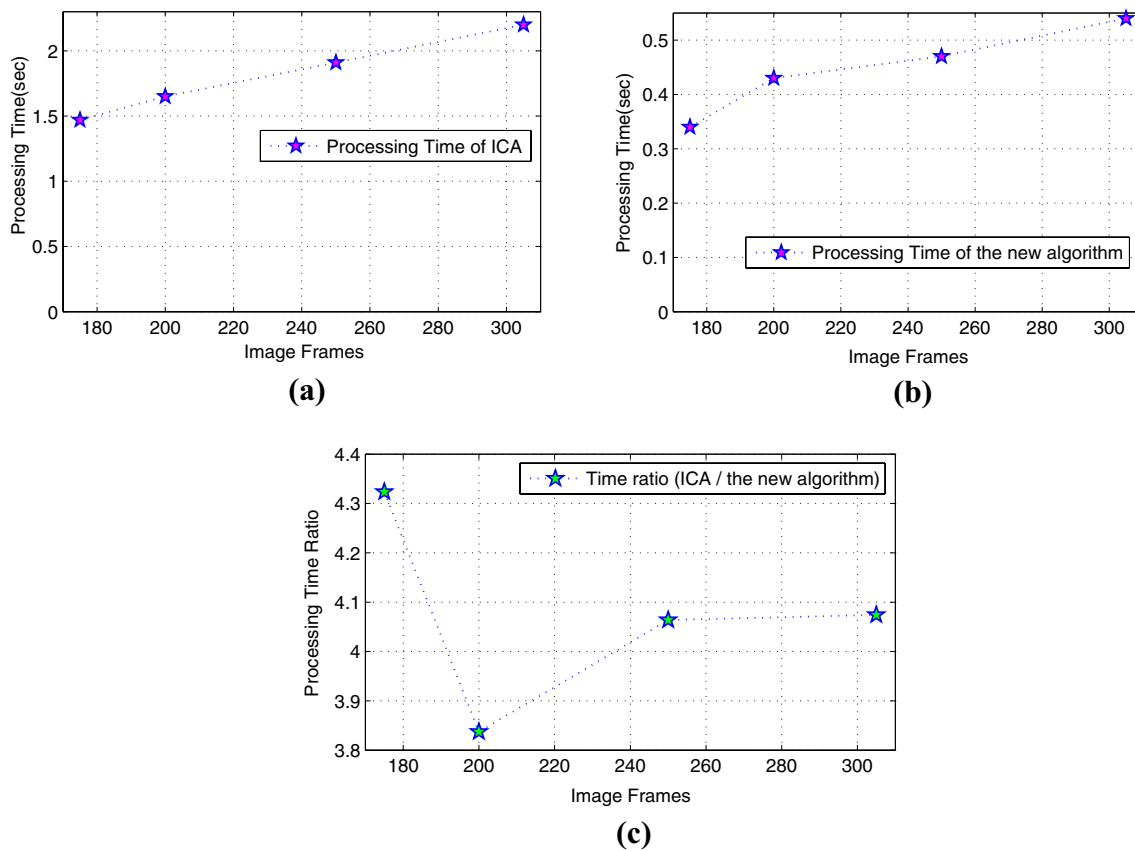 2
1.5
1
0.5
0
Processing Time(sec)
Processing Time of ICA
180 200 220 240 260 280 300
Image Frames
(a)
0.5
0.4
0.3
0.2
0.1
0
Processing Time(sec)
Processing Time of the new algorithm
180 200 220 240 260 280 300
Image Frames
(b)
4.4
4.3
4.2
4.1
4
3.9
3.8
Processing Time Ratio
Time ratio (ICA / the new algorithm)
180 200 220 240 260 280 300
Image Frames
(c)